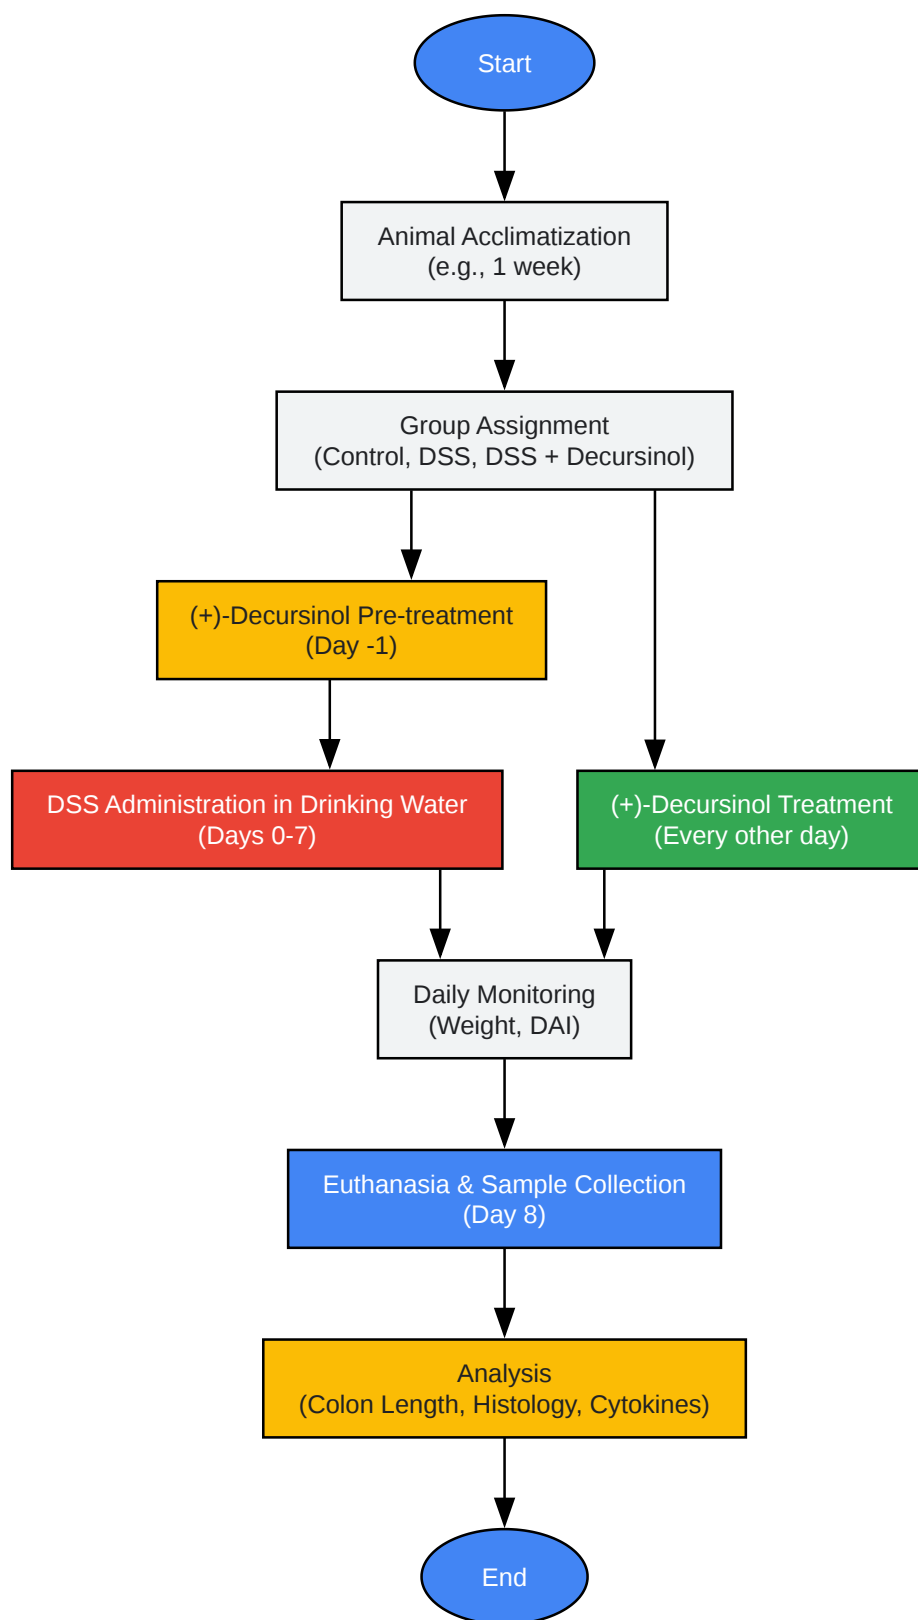 Start
Animal Acclimatization
(e.g., 1 week)
Group Assignment
(Control, DSS, DSS + Decursinol)
(+)-Decursinol Pre-treatment
(Day -1)
DSS Administration in Drinking Water
(Days 0-7)
(+)-Decursinol Treatment
(Every other day)
Daily Monitoring
(Weight, DAI)
Euthanasia & Sample Collection
(Day 8)
Analysis
(Colon Length, Histology, Cytokines)
End